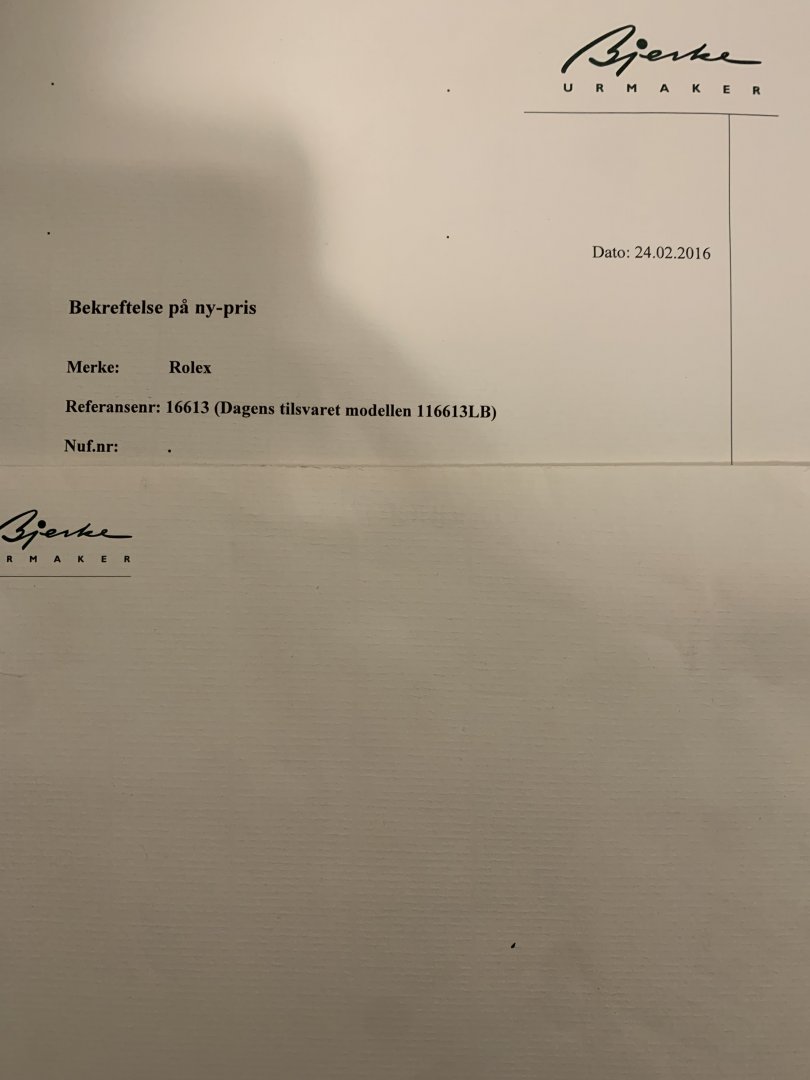 Bjerke
URMAKER
Dato: 24.02.2016
Bekreftelse på ny-pris
Merke: Rolex
Referansenr: 16613 (Dagens tilsvaret modellen 116613LB)
Nuf.nr: .
Bjerke
RMAKER